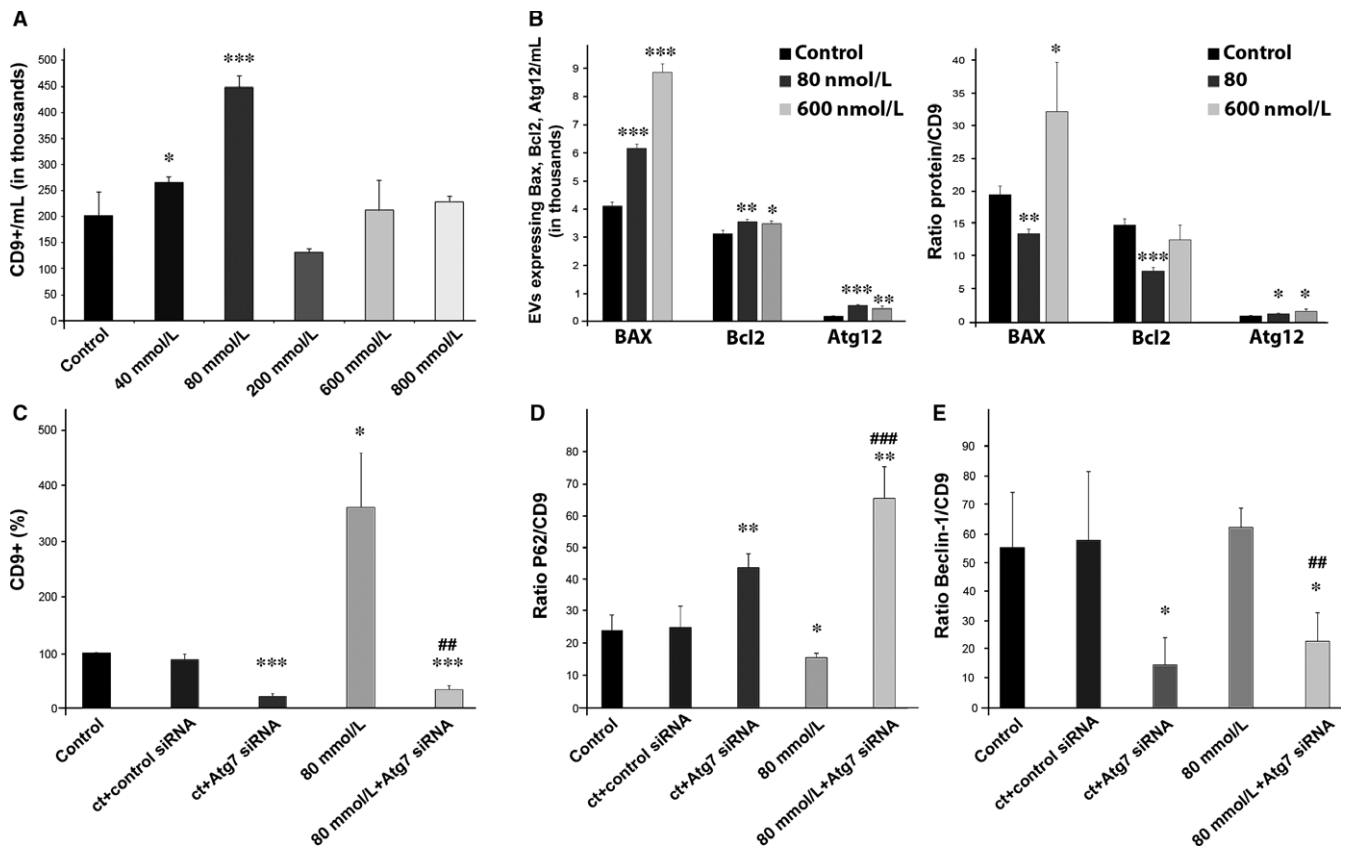 A
CD9+/mL (in thousands)
500
450
400
350
300
250
200
150
100
50
0
*
***
Control
40 mmol/L
80 mmol/L
200 mmol/L
600 mmol/L
800 mmol/L
B
EVs expressing Bax, Bcl2, Atg12/mL
(in thousands)
9
8
7
6
5
4
3
2
1
0
Control
80 nmol/L
600 nmol/L
***
***
**
*
***
**
BAX
Bcl2
Atg12
Ratio protein/CD9
40
35
30
25
20
15
10
5
0
Control
80
600 nmol/L
**
*
***
*
*
BAX
Bcl2
Atg12
C
CD9+ (%)
500
400
300
200
100
0
***
*
##
***
Control
ct+control siRNA
ct+Atg7 siRNA
80 mmol/L
80 mmol/L+Atg7 siRNA
D
Ratio P62/CD9
80
70
60
50
40
30
20
10
0
**
*
###
**
Control
ct+control siRNA
ct+Atg7 siRNA
80 mmol/L
80 mmol/L+Atg7 siRNA
E
Ratio Beclin-1/CD9
90
80
70
60
50
40
30
20
10
0
*
##
*
Control
ct+control siRNA
ct+Atg7 siRNA
80 mmol/L
80 mmol/L+Atg7 siRNA